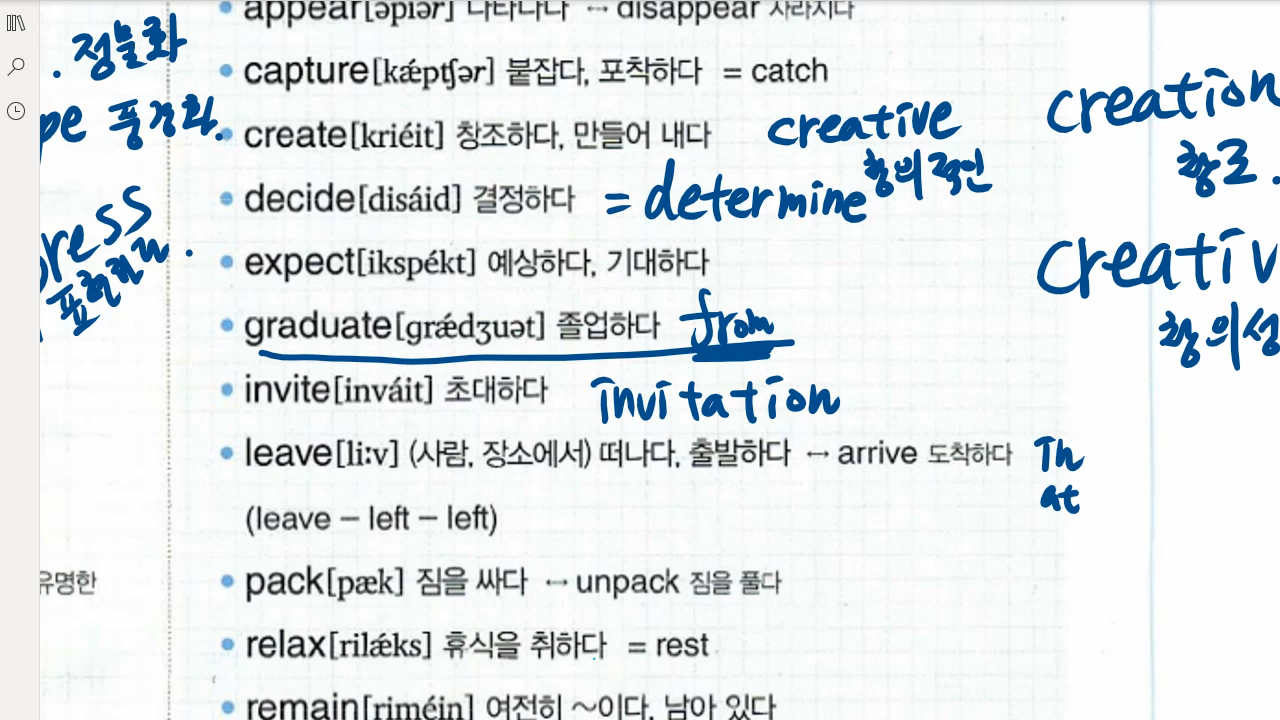 appear[əpíər] 나타나다 ↔ disappear 사라지다
. 정물화
capture[kǽptʃər] 붙잡다, 포착하다 = catch
creation
pe 풍경화.
create[kriéit] 창조하다, 만들어 내다 creative
창의적인
창조.
decide[disáid] 결정하다 = determine
ress
표현하다.
expect[ikspékt] 예상하다, 기대하다
Creativ
graduate[grǽdʒuət] 졸업하다 from
창의성
invite[inváit] 초대하다 invitation
leave[liːv] (사람, 장소에서) 떠나다, 출발하다 ↔ arrive 도착하다
at
(leave – left – left)
유명한
pack[pæk] 짐을 싸다 ↔ unpack 짐을 풀다
relax[rilǽks] 휴식을 취하다 = rest
remain[riméin] 여전히 ~이다, 남아 있다